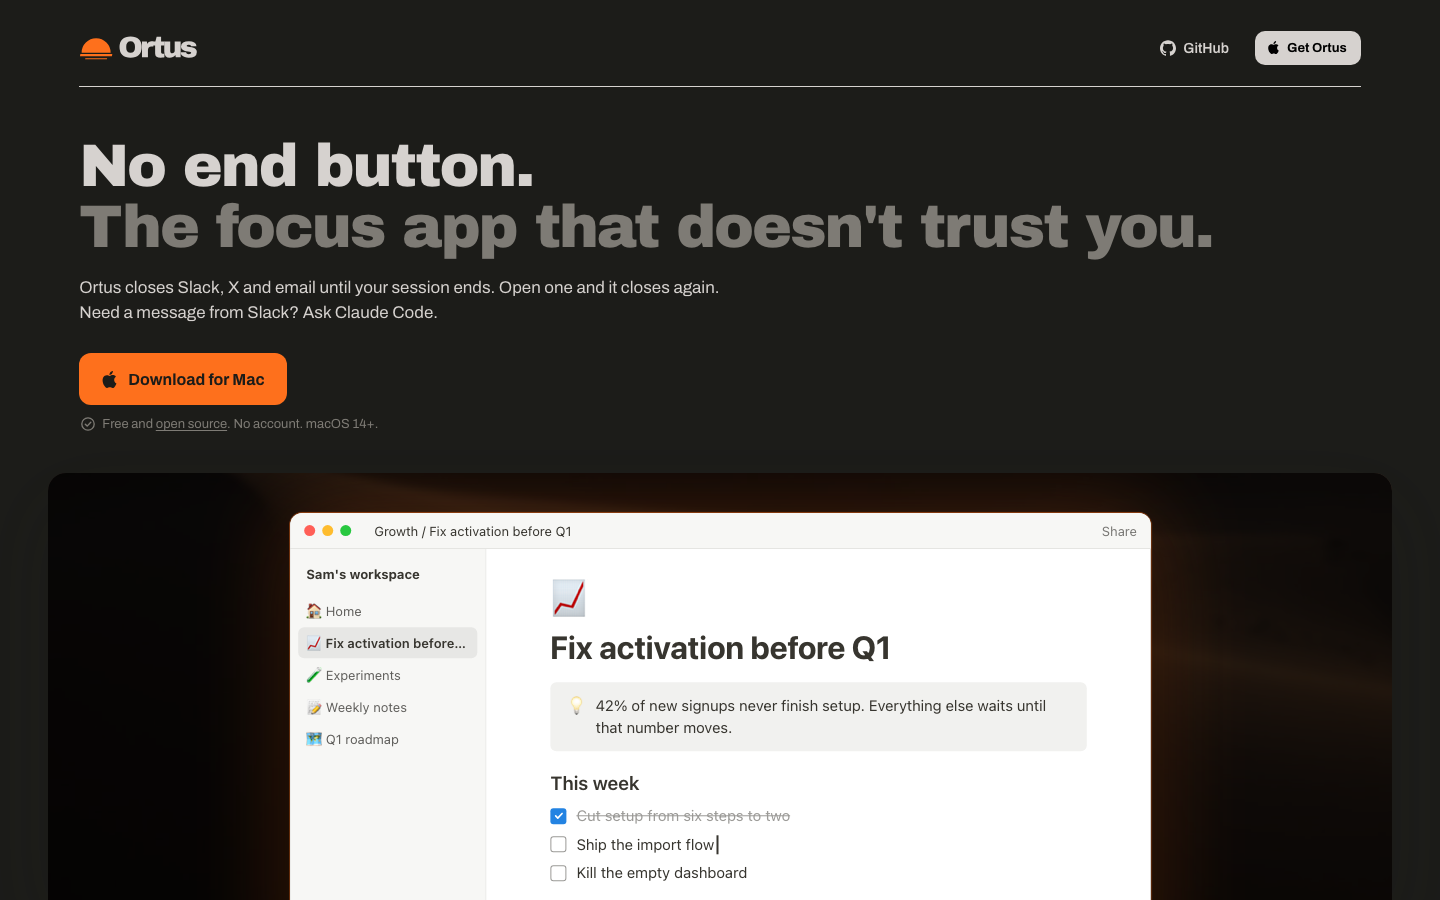 Ortus
GitHub
Get Ortus
No end button.
The focus app that doesn't trust you.
Ortus closes Slack, X and email until your session ends. Open one and it closes again.
Need a message from Slack? Ask Claude Code.
Download for Mac
Free and open source. No account. macOS 14+.
Growth / Fix activation before Q1
Share
Sam's workspace
Home
Fix activation before...
Experiments
Weekly notes
Q1 roadmap
Fix activation before Q1
42% of new signups never finish setup. Everything else waits until
that number moves.
This week
Cut setup from six steps to two
Ship the import flow
Kill the empty dashboard